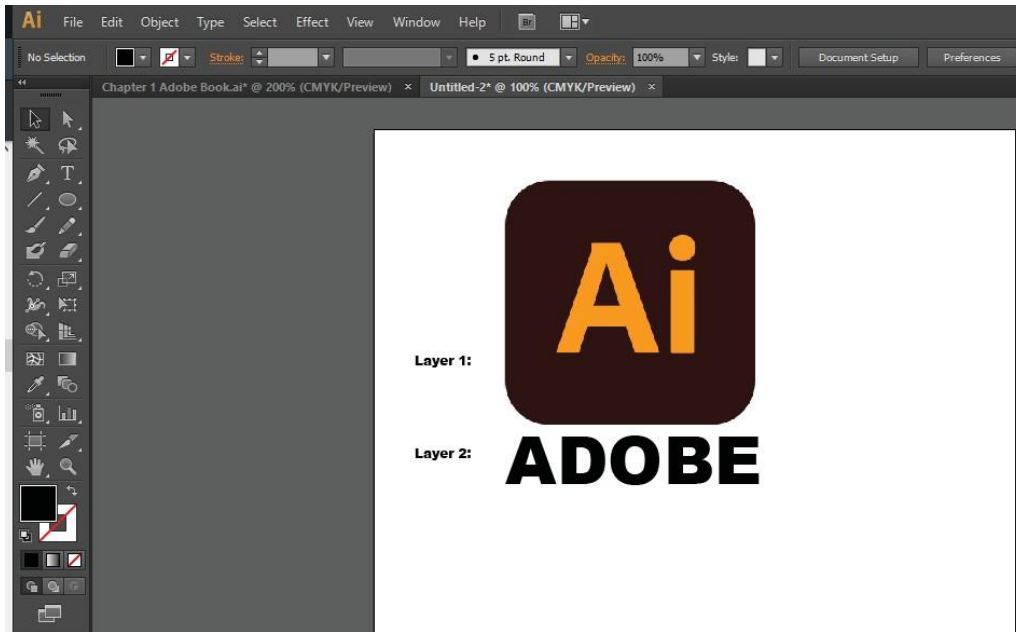 Ai File Edit Object Type Select Effect View Window Help Br
No Selection Stroke: 5 pt. Round Opacity: 100% Style: Document Setup Preferences
Chapter 1 Adobe Book.ai* @ 200% (CMYK/Preview) × Untitled-2* @ 100% (CMYK/Preview) ×
T
Ai
Layer 1:
Layer 2:
ADOBE